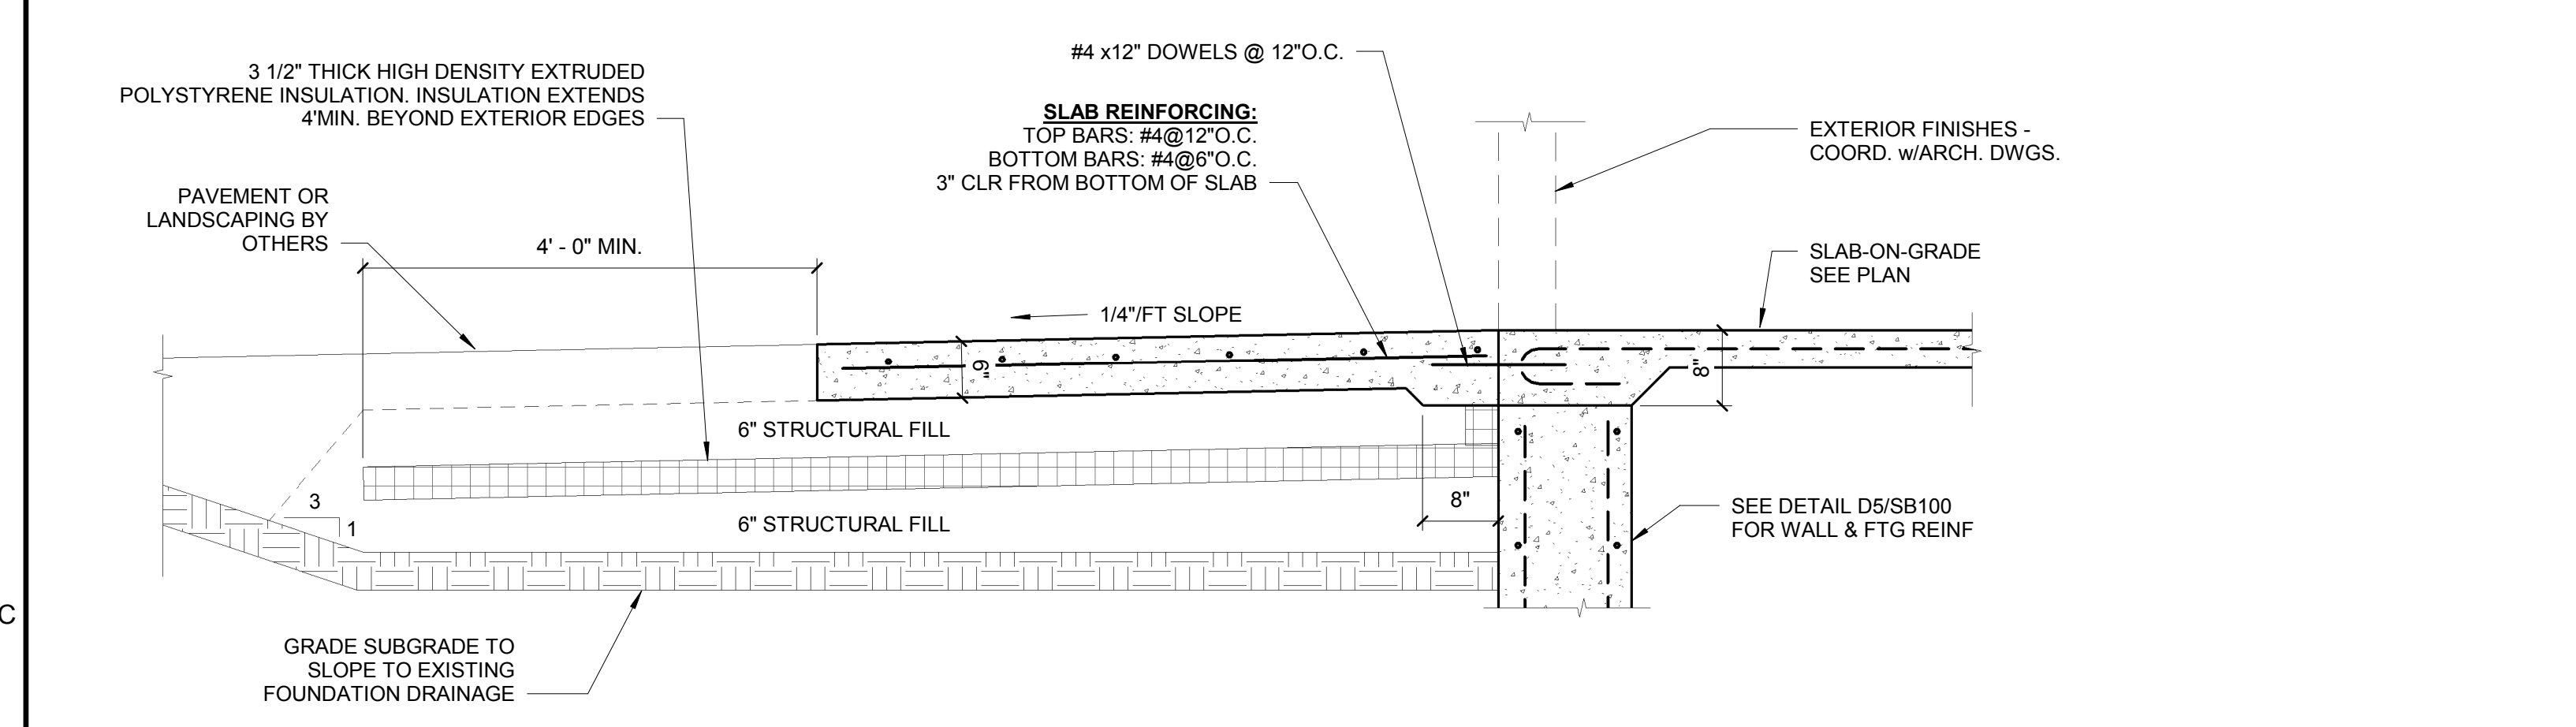 3 1/2" THICK HIGH DENSITY EXTRUDED
POLYSTYRENE INSULATION. INSULATION EXTENDS
4'MIN. BEYOND EXTERIOR EDGES
#4 x12" DOWELS @ 12"O.C.
SLAB REINFORCING:
TOP BARS: #4@12"O.C.
BOTTOM BARS: #4@6"O.C.
3" CLR FROM BOTTOM OF SLAB
EXTERIOR FINISHES -
COORD. w/ARCH. DWGS.
PAVEMENT OR
LANDSCAPING BY
OTHERS
4' - 0" MIN.
SLAB-ON-GRADE
SEE PLAN
1/4"/FT SLOPE
6"
8"
6" STRUCTURAL FILL
3
1
6" STRUCTURAL FILL
8"
SEE DETAIL D5/SB100
FOR WALL & FTG REINF
C
GRADE SUBGRADE TO
SLOPE TO EXISTING
FOUNDATION DRAINAGE